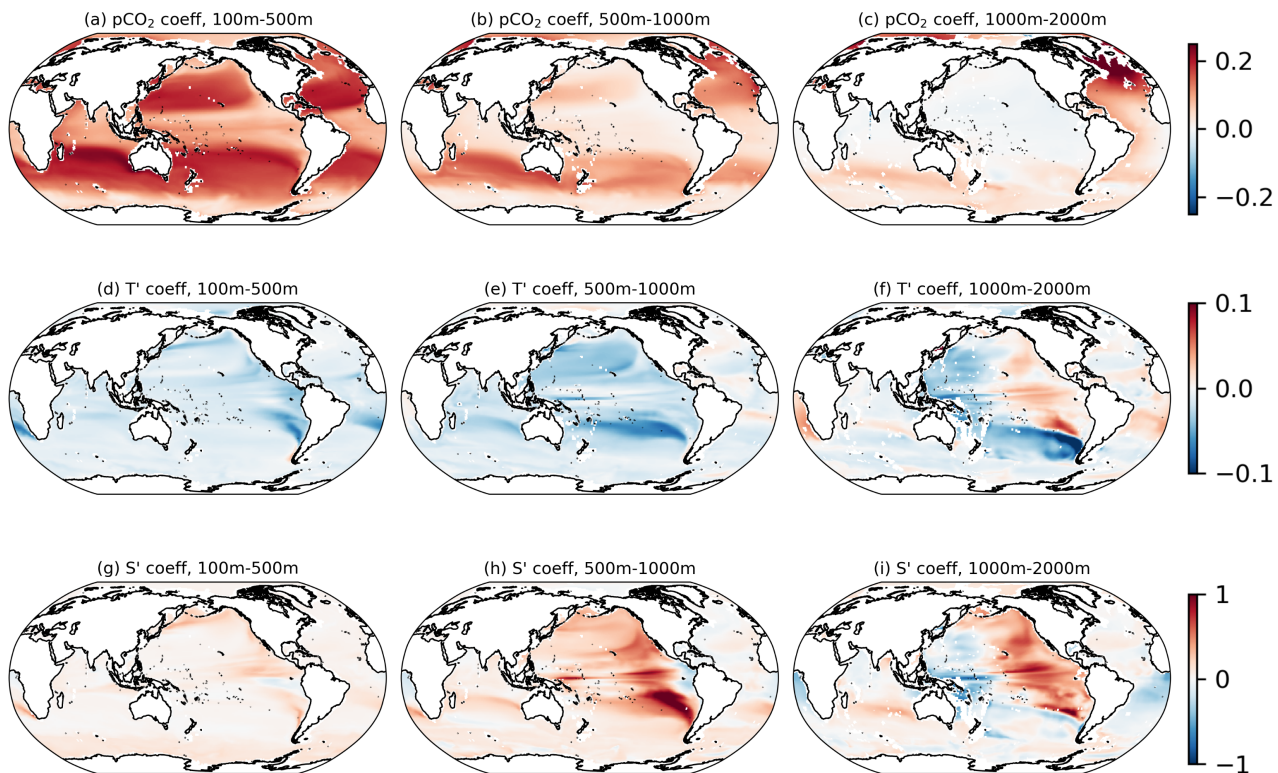 (a) pCO₂ coeff, 100m-500m
(b) pCO₂ coeff, 500m-1000m
(c) pCO₂ coeff, 1000m-2000m
0.2
0.0
−0.2
(d) T' coeff, 100m-500m
(e) T' coeff, 500m-1000m
(f) T' coeff, 1000m-2000m
0.1
0.0
−0.1
(g) S' coeff, 100m-500m
(h) S' coeff, 500m-1000m
(i) S' coeff, 1000m-2000m
1
0
−1